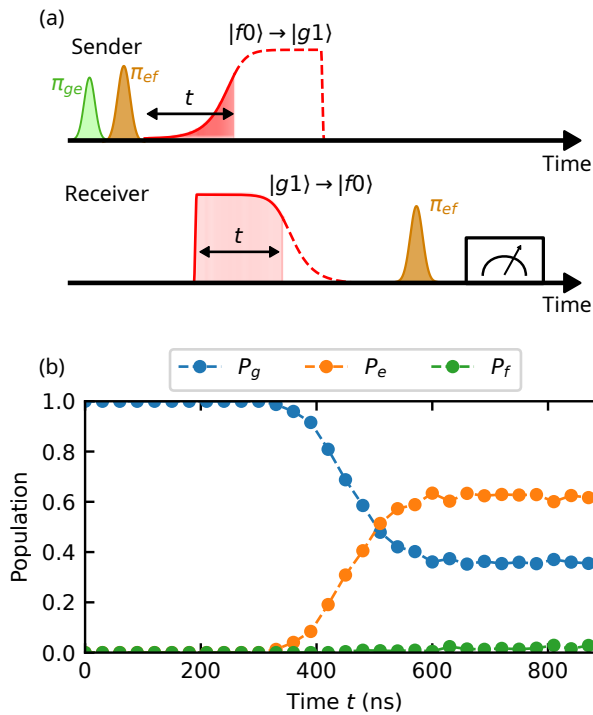 (a)
|f0⟩→|g1⟩
Sender
π_ge
π_ef
t
Time
Receiver
|g1⟩→|f0⟩
π_ef
t
Time
(b)
P_g P_e P_f
1.0
0.8
0.6
0.4
0.2
0.0
Population
0 200 400 600 800
Time t (ns)